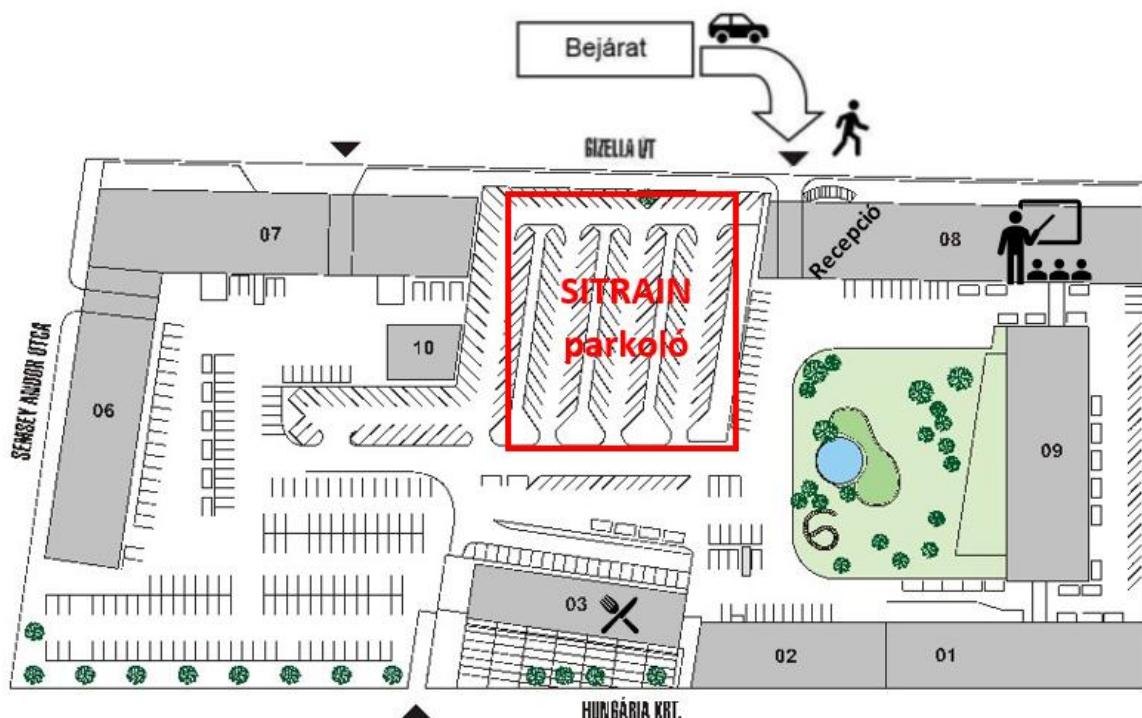 Bejárat
GIZELLA ÚT
07
Recepció
08
SITRAIN
parkoló
10
SEMSEY ANDOR UTCA
06
09
03
02
01
HUNGÁRIA KRT.